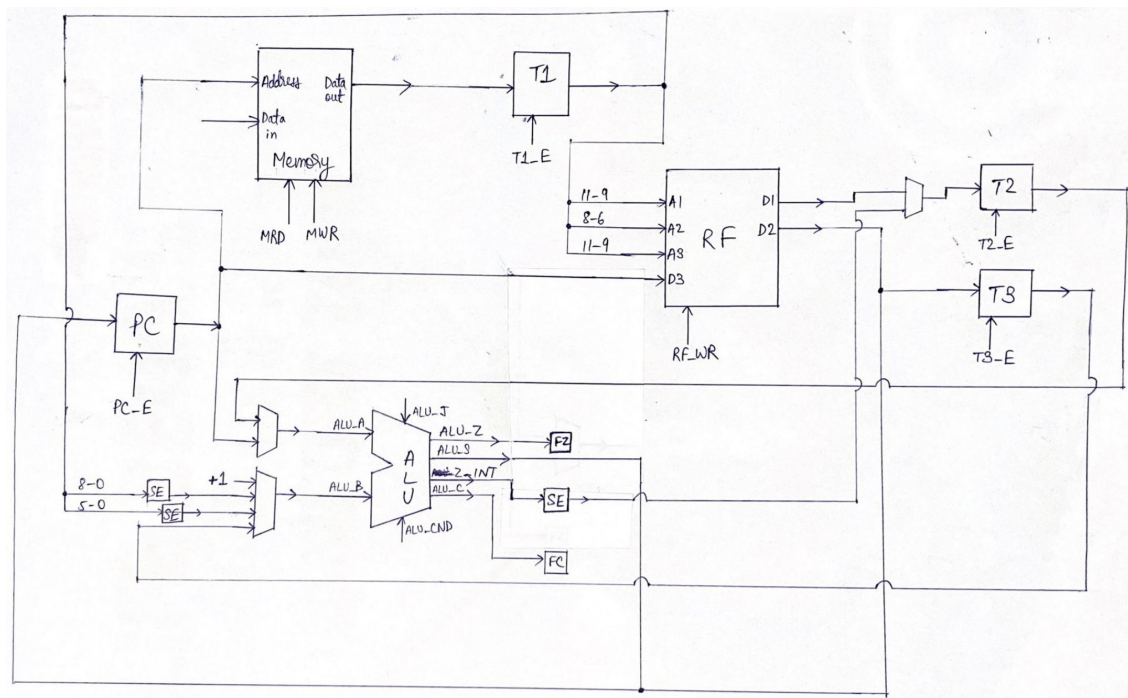 Address
Data out
Data in
Memory
MRD
MWR
T1
T1_E
11-9
8-6
11-9
A1
A2
A3
D3
RF
D1
D2
RF_WR
T2
T2_E
T3
T3_E
PC
PC_E
ALU_A
ALU_B
ALU_J
ALU
ALU_CND
ALU_Z
ALU_S
Z_INT
ALU_C
FZ
SE
FC
+1
8-0
SE
5-0
SE